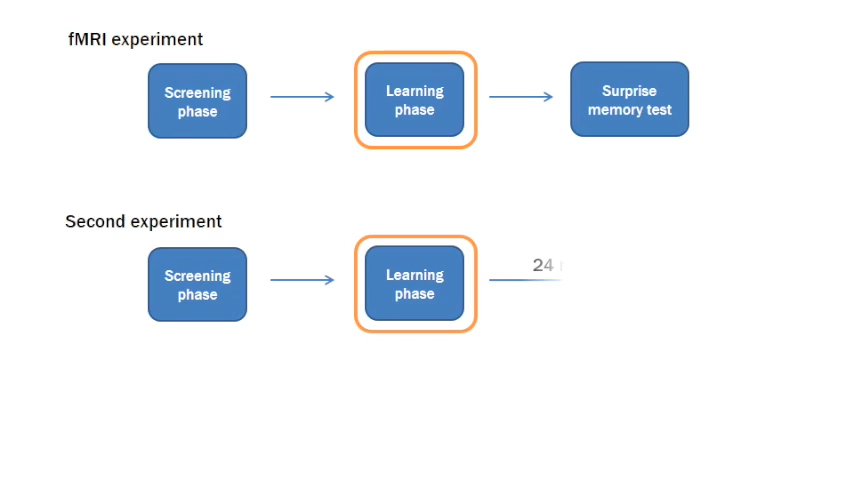 fMRI experiment
Screening
phase
Learning
phase
Surprise
memory test
Second experiment
Screening
phase
Learning
phase
24